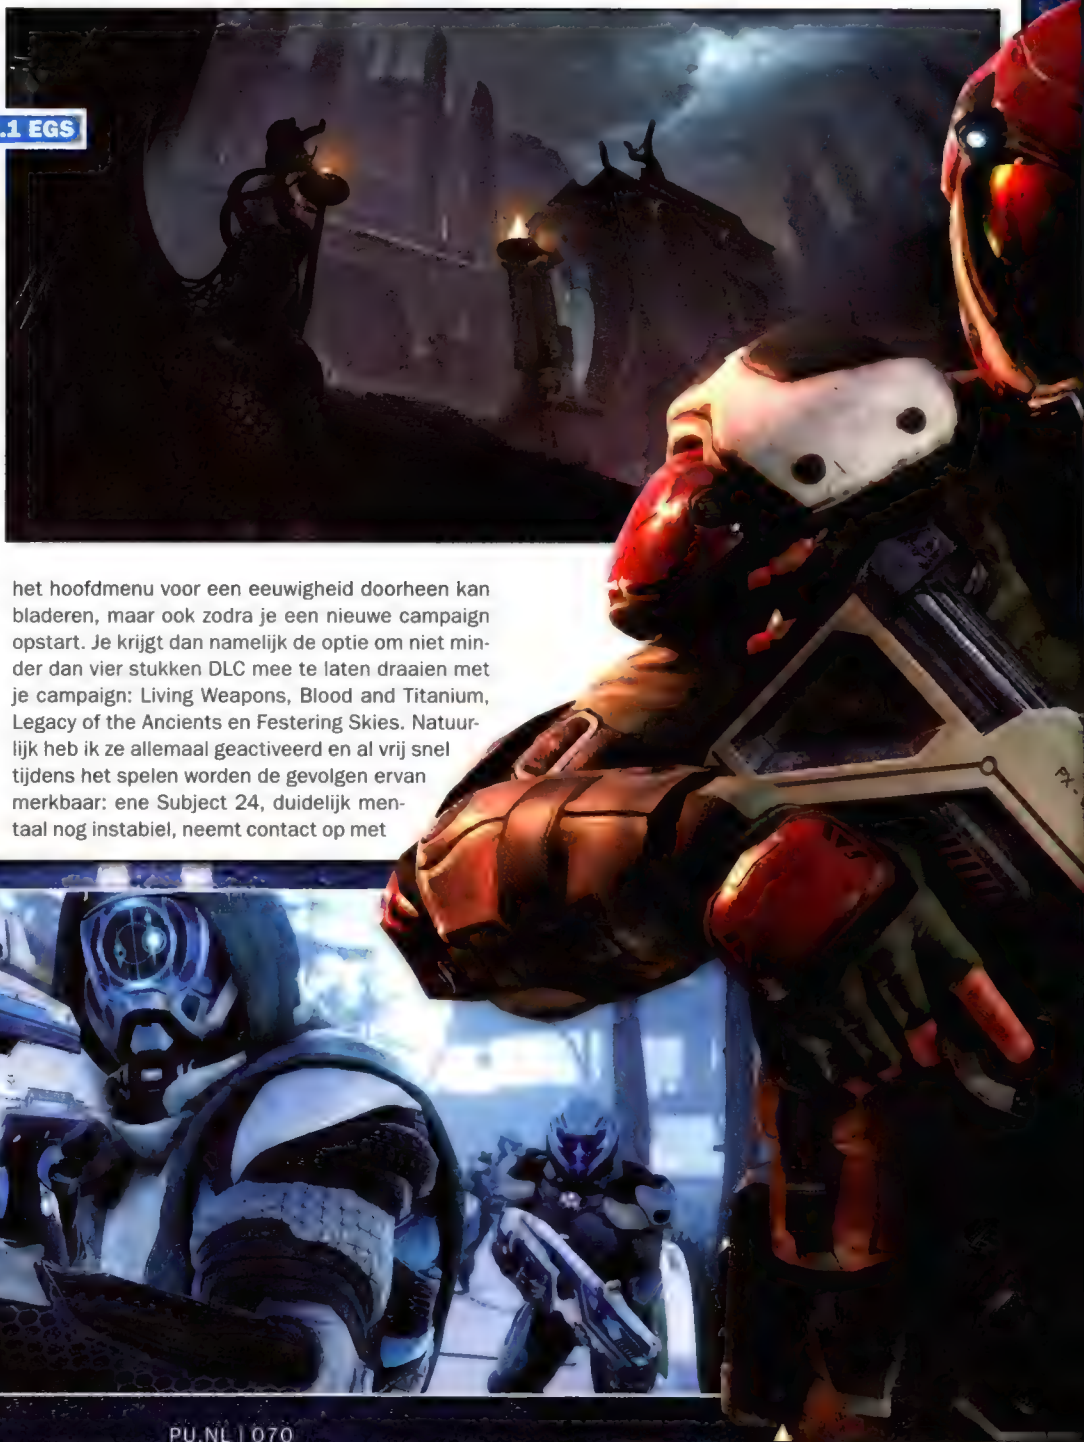 .1 EGS
het hoofdmenu voor een eeuwigheid doorheen kan
bladeren, maar ook zodra je een nieuwe campaign
opstart. Je krijgt dan namelijk de optie om niet min-
der dan vier stukken DLC mee te laten draaien met
je campaign: Living Weapons, Blood and Titanium,
Legacy of the Ancients en Festering Skies. Natuur-
lijk heb ik ze allemaal geactiveerd en al vrij snel
tijdens het spelen worden de gevolgen ervan
merkbaar: ene Subject 24, duidelijk men-
taal nog instabiel, neemt contact op met
PU.NL | 070